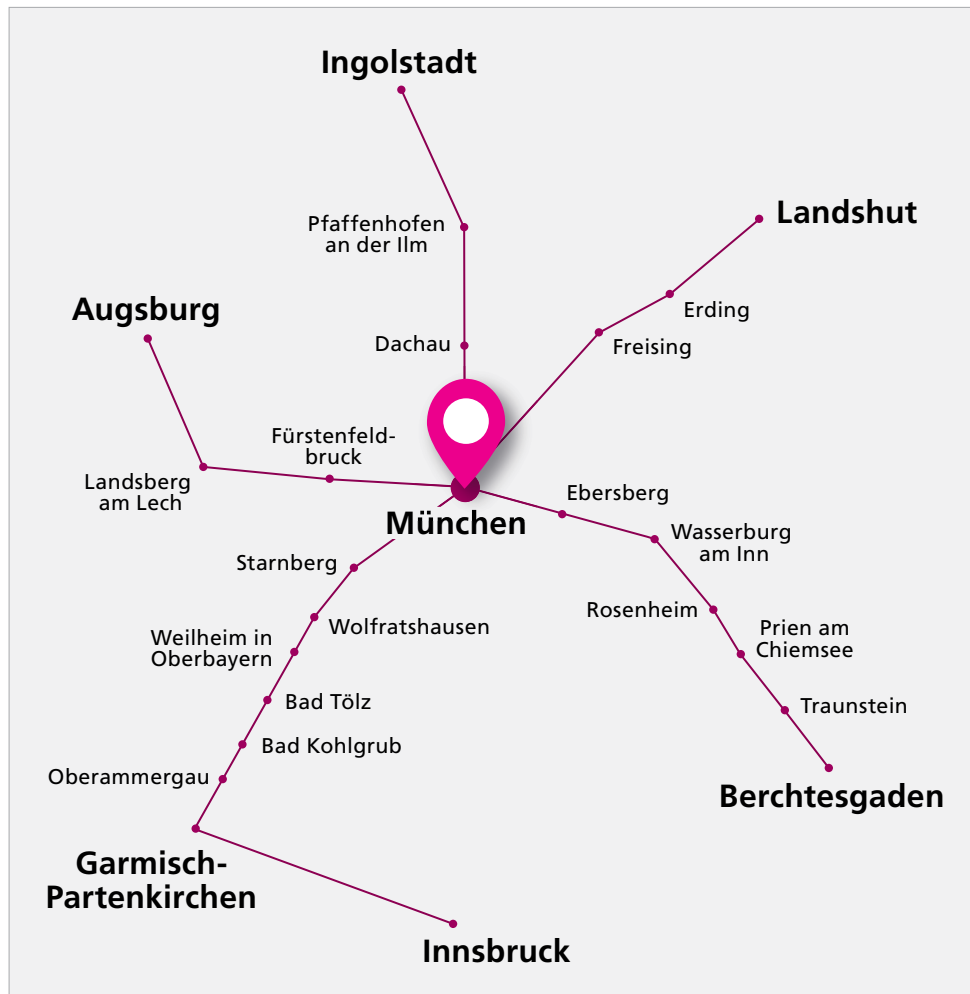 Ingolstadt
Pfaffenhofen
an der Ilm
Landshut
Erding
Augsburg
Dachau
Freising
Fürstenfeld-
bruck
Landsberg
am Lech
Ebersberg
München
Wasserburg
am Inn
Starnberg
Rosenheim
Wolfratshausen
Prien am
Chiemsee
Weilheim in
Oberbayern
Bad Tölz
Traunstein
Bad Kohlgrub
Oberammergau
Berchtesgaden
Garmisch-
Partenkirchen
Innsbruck